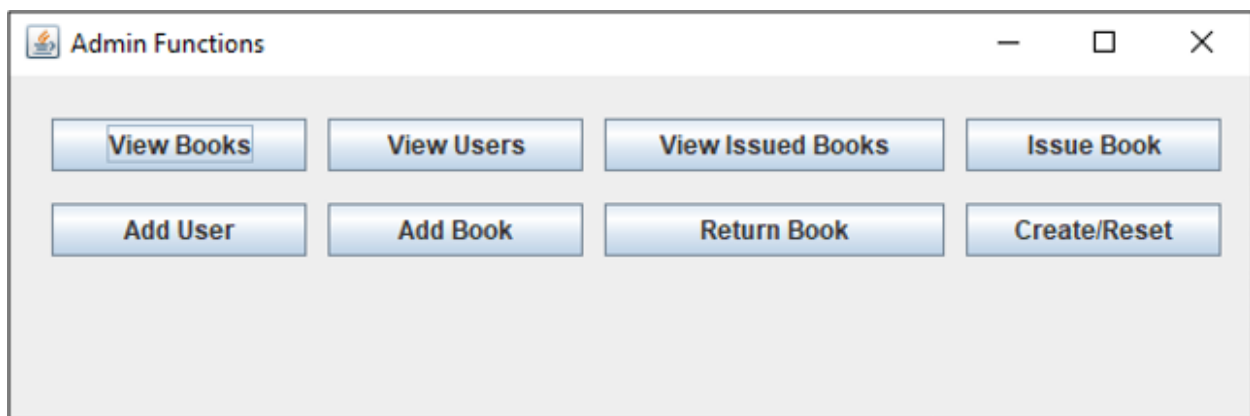 Admin Functions
View Books View Users View Issued Books Issue Book
Add User Add Book Return Book Create/Reset